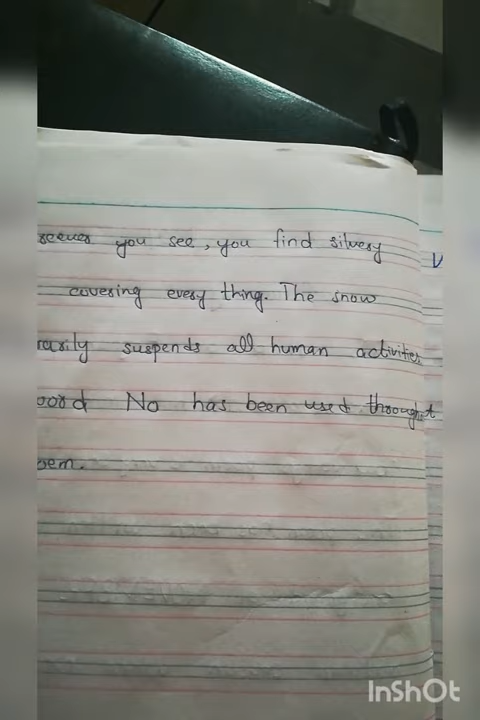 you see, you find silvery
covering every thing. The snow
suspends all human activities
No has been used throughout
InShOt